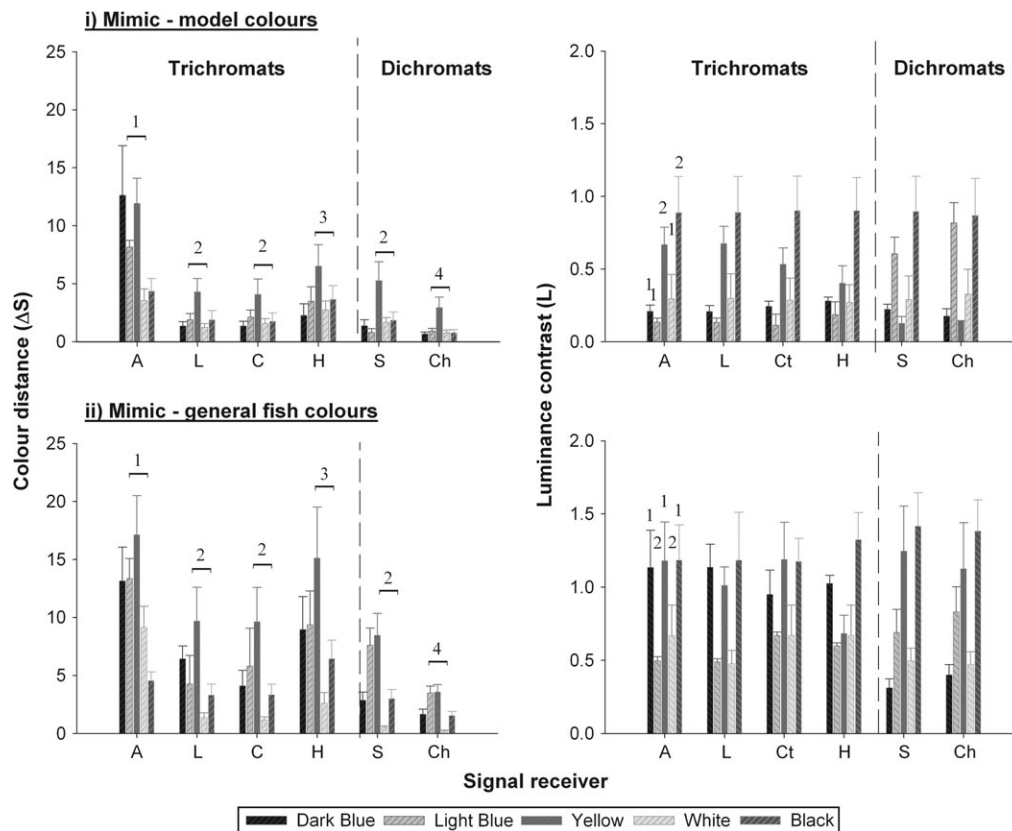 i) Mimic - model colours
Trichromats
Dichromats
25
20
15
10
5
0
1
2
2
3
2
4
A L C H S Ch
Trichromats
Dichromats
2.0
1.5
1.0
0.5
0.0
1 1 2 1 2
A L Ct H S Ch
Colour distance (ΔS)
Luminance contrast (L)
ii) Mimic - general fish colours
25
20
15
10
5
0
1
2
2
3
2
4
A L C H S Ch
2.0
1.5
1.0
0.5
0.0
1 2 1 2 1
A L Ct H S Ch
Signal receiver
Dark Blue Light Blue Yellow White Black